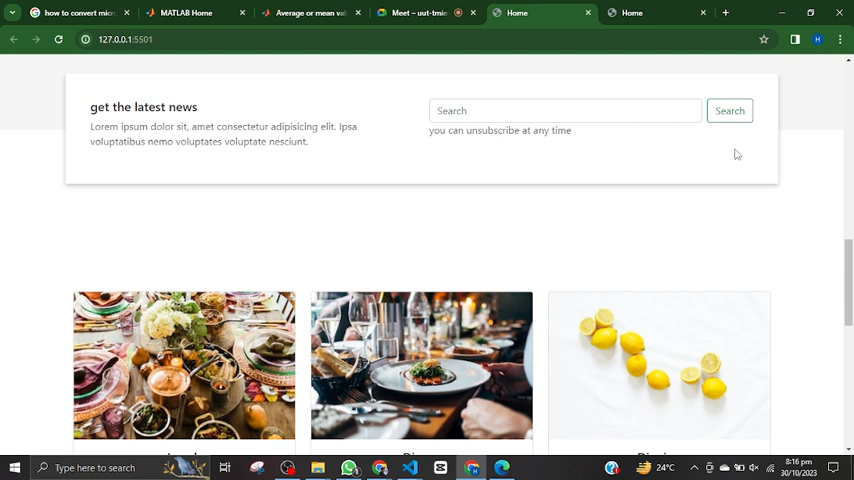 how to convert micr
MATLAB Home
Average or mean val
Meet – uut-tmie
Home
Home
127.0.0.1:5501
H
get the latest news
Lorem ipsum dolor sit, amet consectetur adipisicing elit. Ipsa
voluptatibus nemo voluptates voluptate nesciunt.
Search
Search
you can unsubscribe at any time
Type here to search
24°C
8:16 pm
30/10/2023